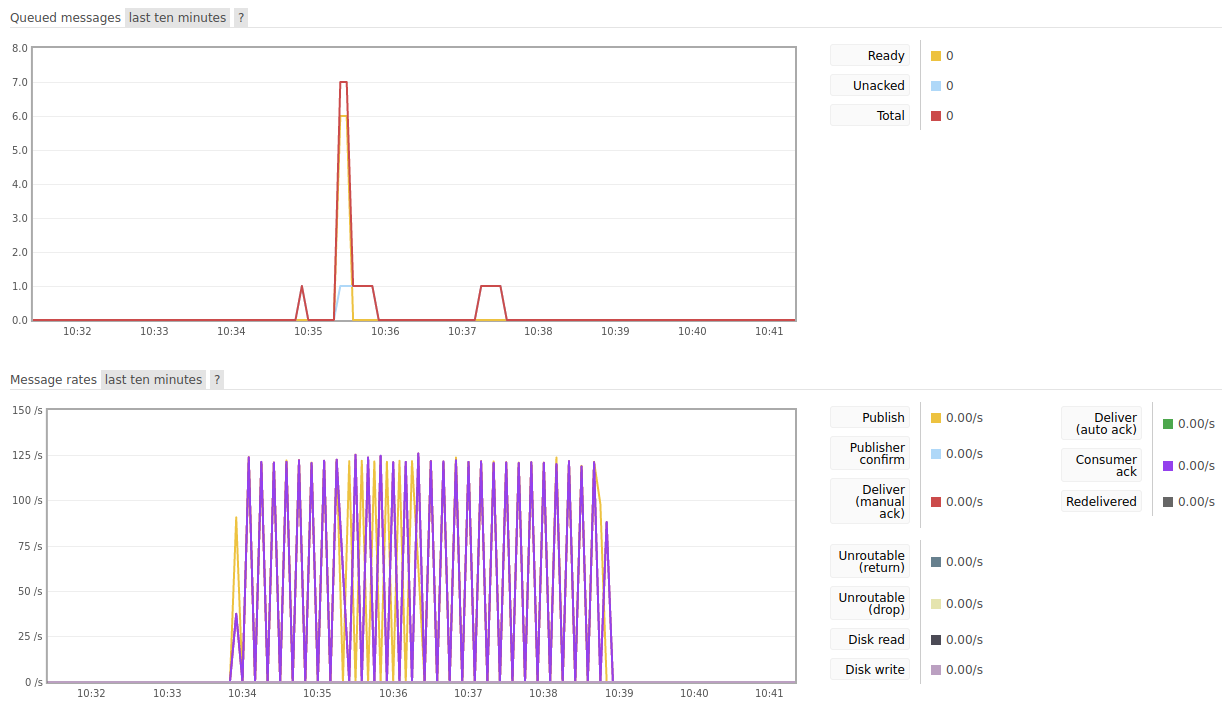 Queued messages last ten minutes ?
8.0
7.0
6.0
5.0
4.0
3.0
2.0
1.0
0.0
10:32 10:33 10:34 10:35 10:36 10:37 10:38 10:39 10:40 10:41
Ready 0
Unacked 0
Total 0
Message rates last ten minutes ?
150 /s
125 /s
100 /s
75 /s
50 /s
25 /s
0 /s
10:32 10:33 10:34 10:35 10:36 10:37 10:38 10:39 10:40 10:41
Publish 0.00/s
Publisher
confirm 0.00/s
Deliver
(manual
ack) 0.00/s
Unroutable
(return) 0.00/s
Unroutable
(drop) 0.00/s
Disk read 0.00/s
Disk write 0.00/s
Deliver
(auto ack) 0.00/s
Consumer
ack 0.00/s
Redelivered 0.00/s